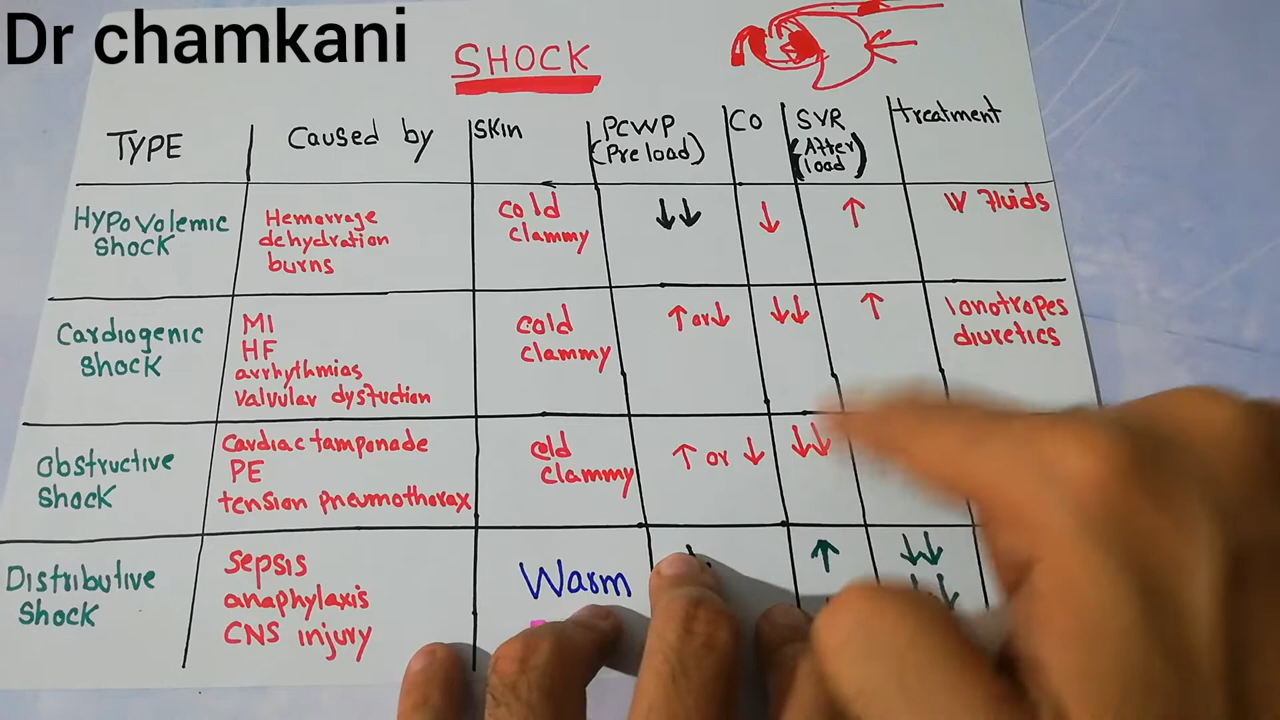 Dr chamkani
SHOCK
TYPE
Caused by
Skin
PCWP
(Preload)
CO
SVR
(After
load)
treatment
Hypovolemic
Shock
Hemorrage
dehydration
burns
Cold
Clammy
↓↓
↓
↑
IV Fluids
Cardiogenic
Shock
MI
HF
arrhythmias
Valvular dysfuction
Cold
Clammy
↑ or ↓
↓↓
↑
Ionotropes
diuretics
Obstructive
Shock
Cardiac tamponade
PE
tension pneumothorax
cold
Clammy
↑ or ↓
↓↓
Distributive
Shock
Sepsis
anaphylaxis
CNS injury
Warm
↑
↓↓